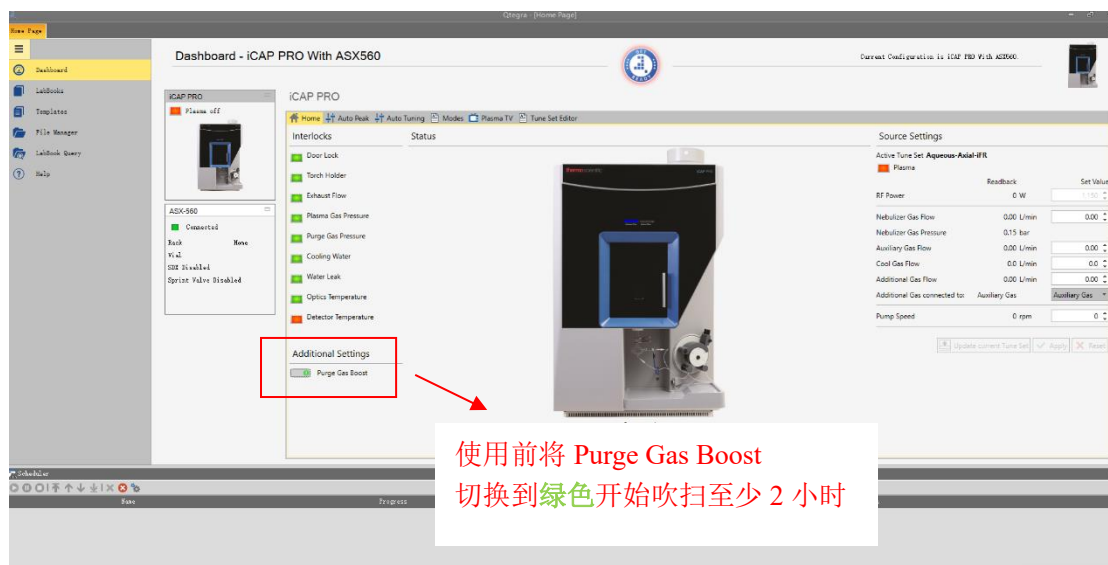 Qtegra - [Home Page]
Home Page
Dashboard
LabBooks
Templates
File Manager
LabBook Query
Help
Dashboard - iCAP PRO With ASX560
Current Configuration is iCAP PRO With ASX560.
iCAP PRO
Plasma off
ASX-560
Connected
Rack None
Vial
SDX Disabled
Sprint Valve Disabled
iCAP PRO
Home Auto Peak Auto Tuning Modes Plasma TV Tune Set Editor
Interlocks
Door Lock
Torch Holder
Exhaust Flow
Plasma Gas Pressure
Purge Gas Pressure
Cooling Water
Water Leak
Optics Temperature
Detector Temperature
Additional Settings
Purge Gas Boost
Status
Source Settings
Active Tune Set Aqueous-Axial-iFR
Plasma
Readback Set Value
RF Power 0 W 1,150
Nebulizer Gas Flow 0.00 L/min 0.00
Nebulizer Gas Pressure 0.15 bar
Auxiliary Gas Flow 0.00 L/min 0.00
Cool Gas Flow 0.0 L/min 0.0
Additional Gas Flow 0.00 L/min 0.00
Additional Gas connected to: Auxiliary Gas Auxiliary Gas
Pump Speed 0 rpm 0
Update current Tune Set Apply Reset
使用前将 Purge Gas Boost
切换到绿色开始吹扫至少 2 小时
Scheduler
Name Progress